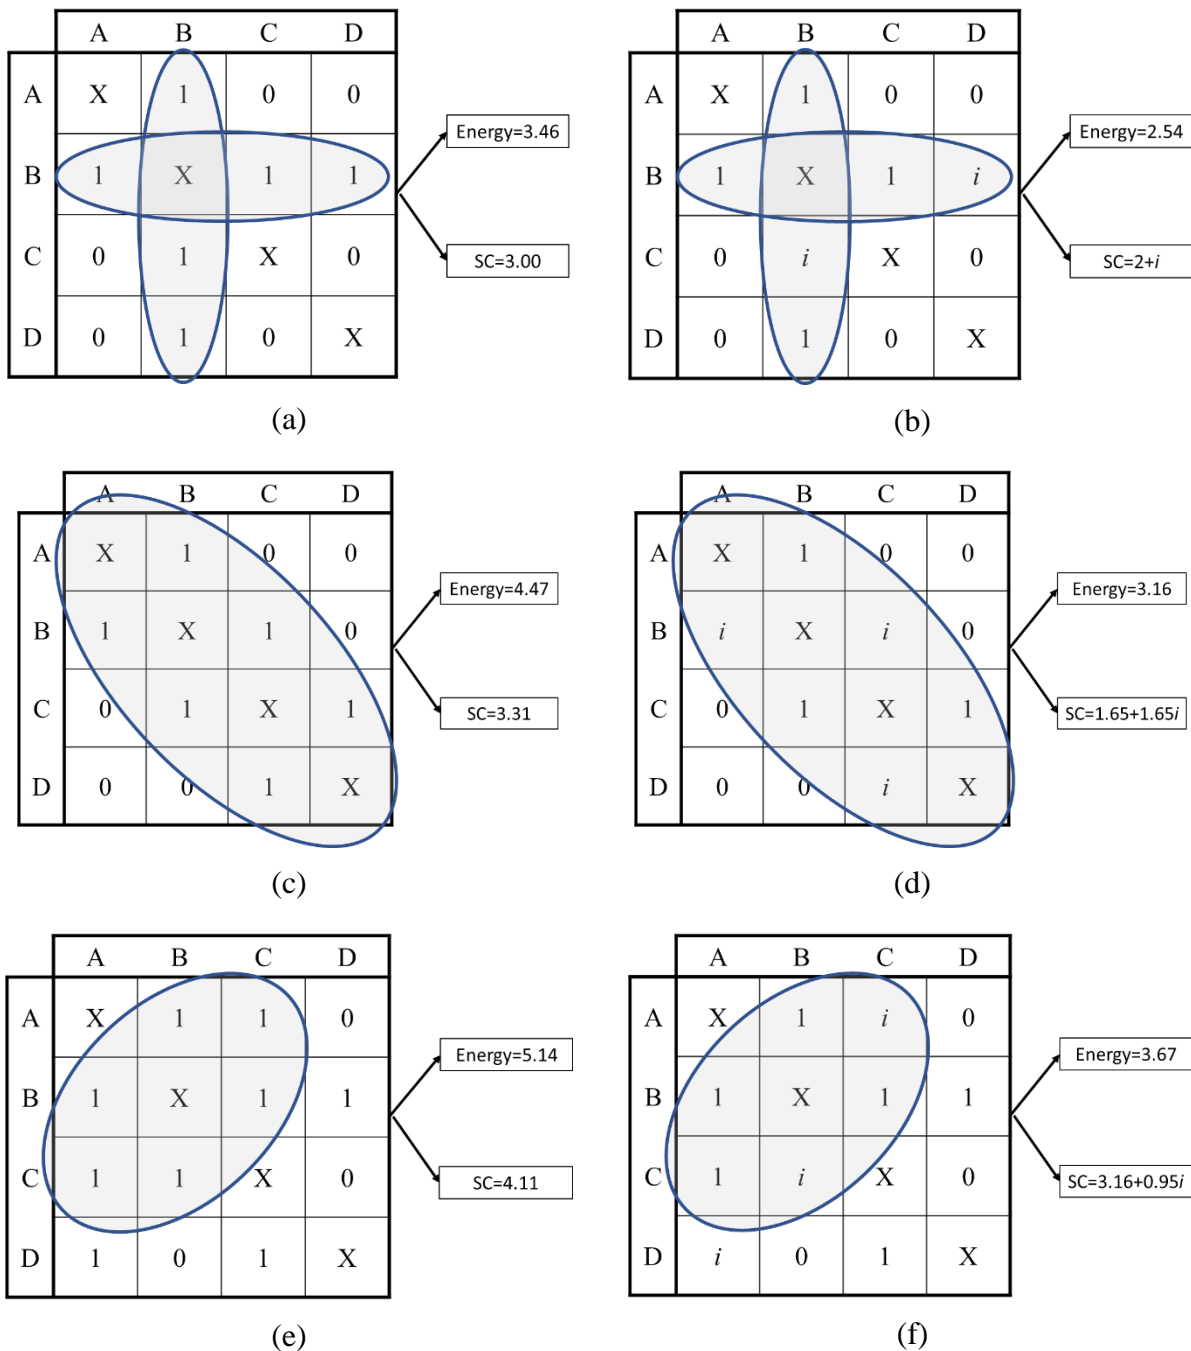 A B C D
A X 1 0 0
B 1 X 1 1
C 0 1 X 0
D 0 1 0 X
Energy=3.46
SC=3.00
(a)
A B C D
A X 1 0 0
B 1 X 1 i
C 0 i X 0
D 0 1 0 X
Energy=2.54
SC=2+i
(b)
A B C D
A X 1 0 0
B 1 X 1 0
C 0 1 X 1
D 0 0 1 X
Energy=4.47
SC=3.31
(c)
A B C D
A X 1 0 0
B i X i 0
C 0 1 X 1
D 0 0 i X
Energy=3.16
SC=1.65+1.65i
(d)
A B C D
A X 1 1 0
B 1 X 1 1
C 1 1 X 0
D 1 0 1 X
Energy=5.14
SC=4.11
(e)
A B C D
A X 1 i 0
B 1 X 1 1
C 1 i X 0
D i 0 1 X
Energy=3.67
SC=3.16+0.95i
(f)